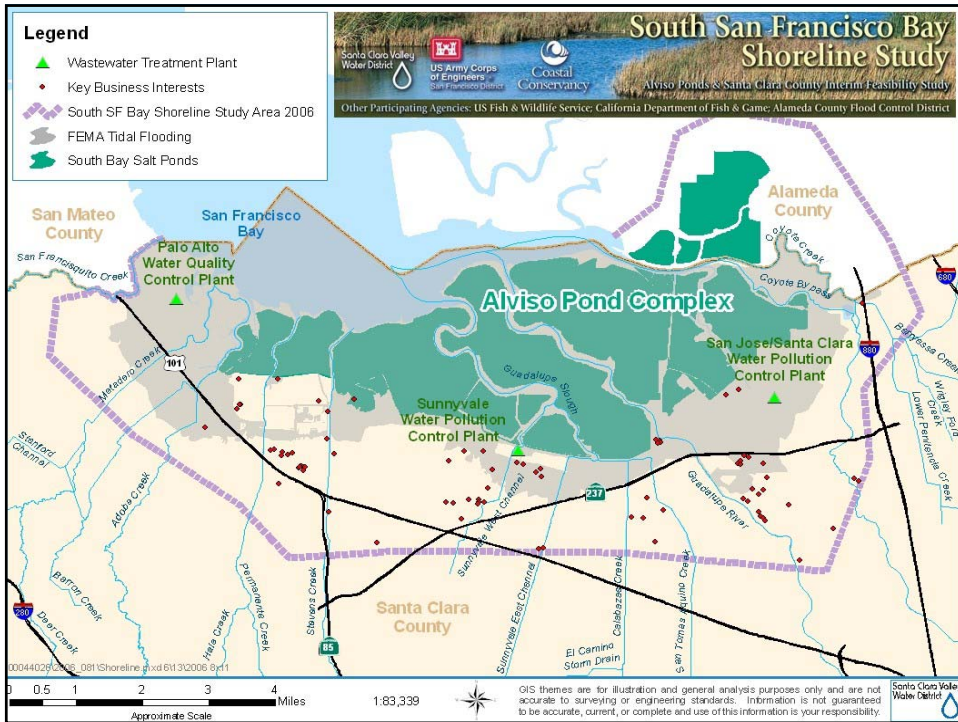 Legend
Wastewater Treatment Plant
Key Business Interests
South SF Bay Shoreline Study Area 2006
FEMA Tidal Flooding
South Bay Salt Ponds
Santa Clara Valley
Water District
US Army Corps
of Engineers
San Francisco District
Coastal
Conservancy
South San Francisco Bay
Shoreline Study
Alviso Ponds & Santa Clara County Interim Feasibility Study
Other Participating Agencies: US Fish & Wildlife Service; California Department of Fish & Game; Alameda County Flood Control District
San Mateo
County
San Francisco
Bay
Alameda
County
San Francisquito Creek
Palo Alto
Water Quality
Control Plant
Coyote Creek
Coyote Bypass
680
Alviso Pond Complex
101
Matadero Creek
San Jose/Santa Clara
Water Pollution
Control Plant
880
Berryessa Creek
Guadalupe Slough
Sunnyvale
Water Pollution
Control Plant
Wrigley Ford
Creek
Lower Penitencia Creek
Stanford
Channel
Adobe Creek
237
Guadalupe River
Sunnyvale West Channel
Barron Creek
Permanente Creek
Stevens Creek
Santa Clara
County
Sunnyvale East Channel
Calabazas Creek
San Tomas Aquino Creek
280
Deer Creek
Hale Creek
85
El Camino
Storm Drain
00044026\2006_081\Shoreline.mxd 6\13\2006 8x11
0 0.5 1 2 3 4
Miles
Approximate Scale
1:83,339
GIS themes are for illustration and general analysis purposes only and are not
accurate to surveying or engineering standards. Information is not guaranteed
to be accurate, current, or complete and use of this information is your responsibility.
Santa Clara Valley
Water District